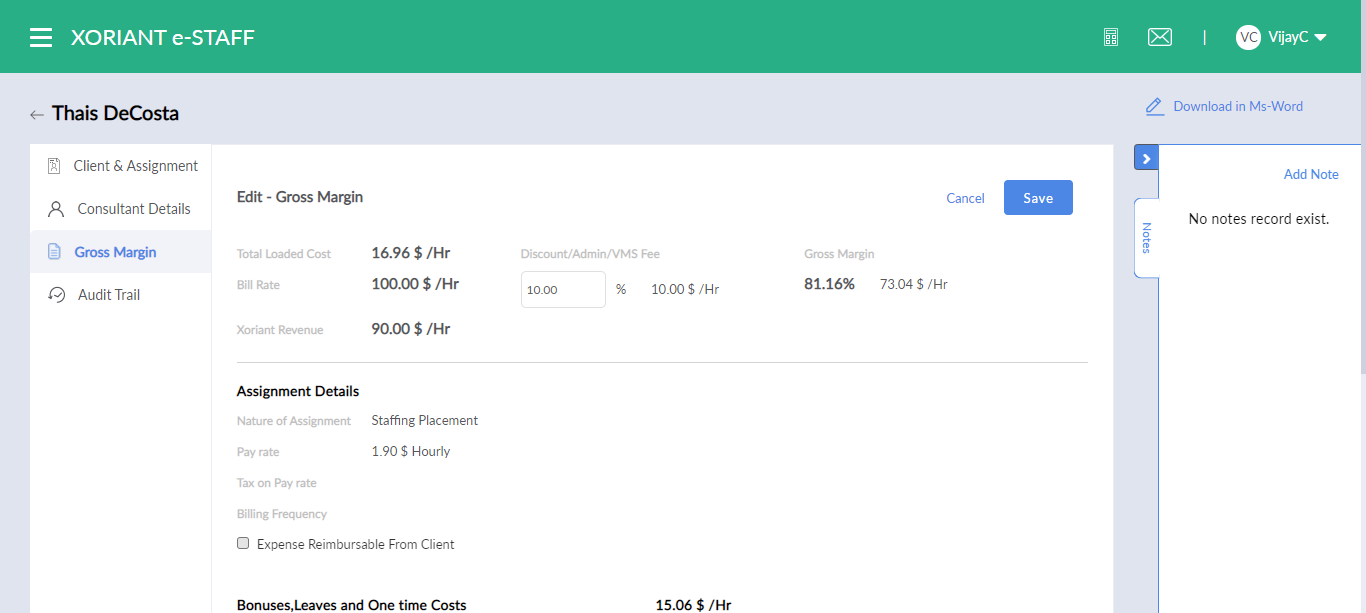 XORIANT e-STAFF
|
VC VijayC
Thais DeCosta
Download in Ms-Word
Client & Assignment
Consultant Details
Gross Margin
Audit Trail
Edit - Gross Margin
Cancel
Save
Total Loaded Cost 16.96 $ /Hr
Discount/Admin/VMS Fee
Gross Margin
Bill Rate 100.00 $ /Hr
10.00 % 10.00 $ /Hr
81.16% 73.04 $ /Hr
Xoriant Revenue 90.00 $ /Hr
Assignment Details
Nature of Assignment Staffing Placement
Pay rate 1.90 $ Hourly
Tax on Pay rate
Billing Frequency
Expense Reimbursable From Client
Bonuses,Leaves and One time Costs 15.06 $ /Hr
Add Note
Notes
No notes record exist.